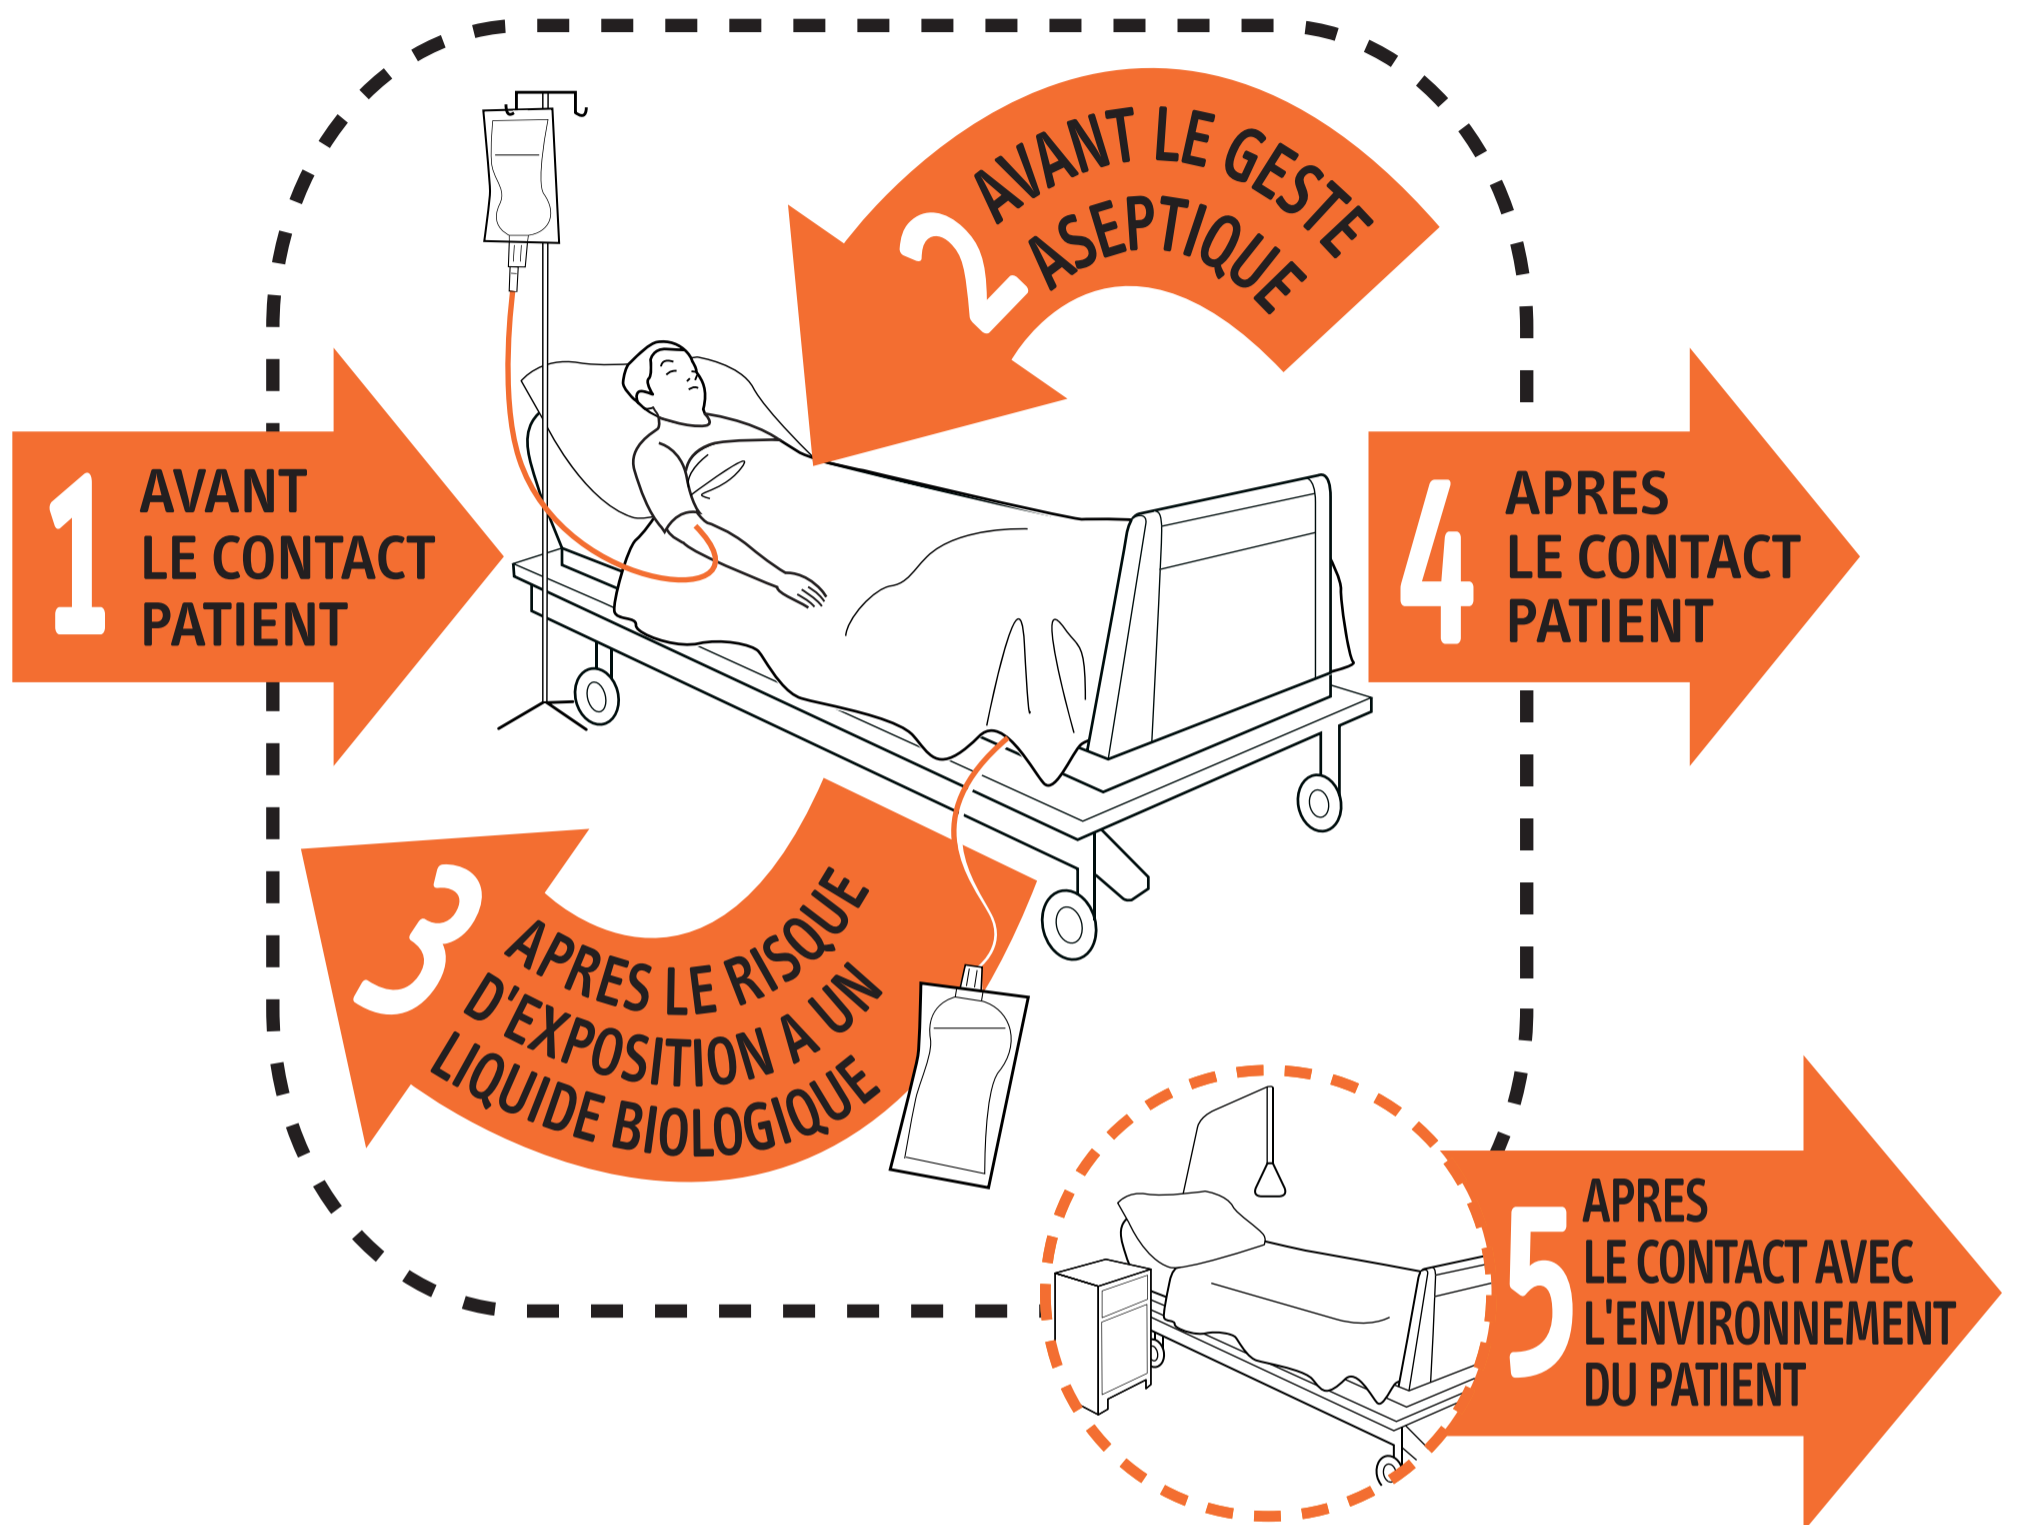 1
AVANT
LE CONTACT
PATIENT
2
AVANT LE GESTE
ASEPTIQUE
3
APRES LE RISQUE
D'EXPOSITION A UN
LIQUIDE BIOLOGIQUE
4
APRES
LE CONTACT
PATIENT
5
APRES
LE CONTACT AVEC
L'ENVIRONNEMENT
DU PATIENT